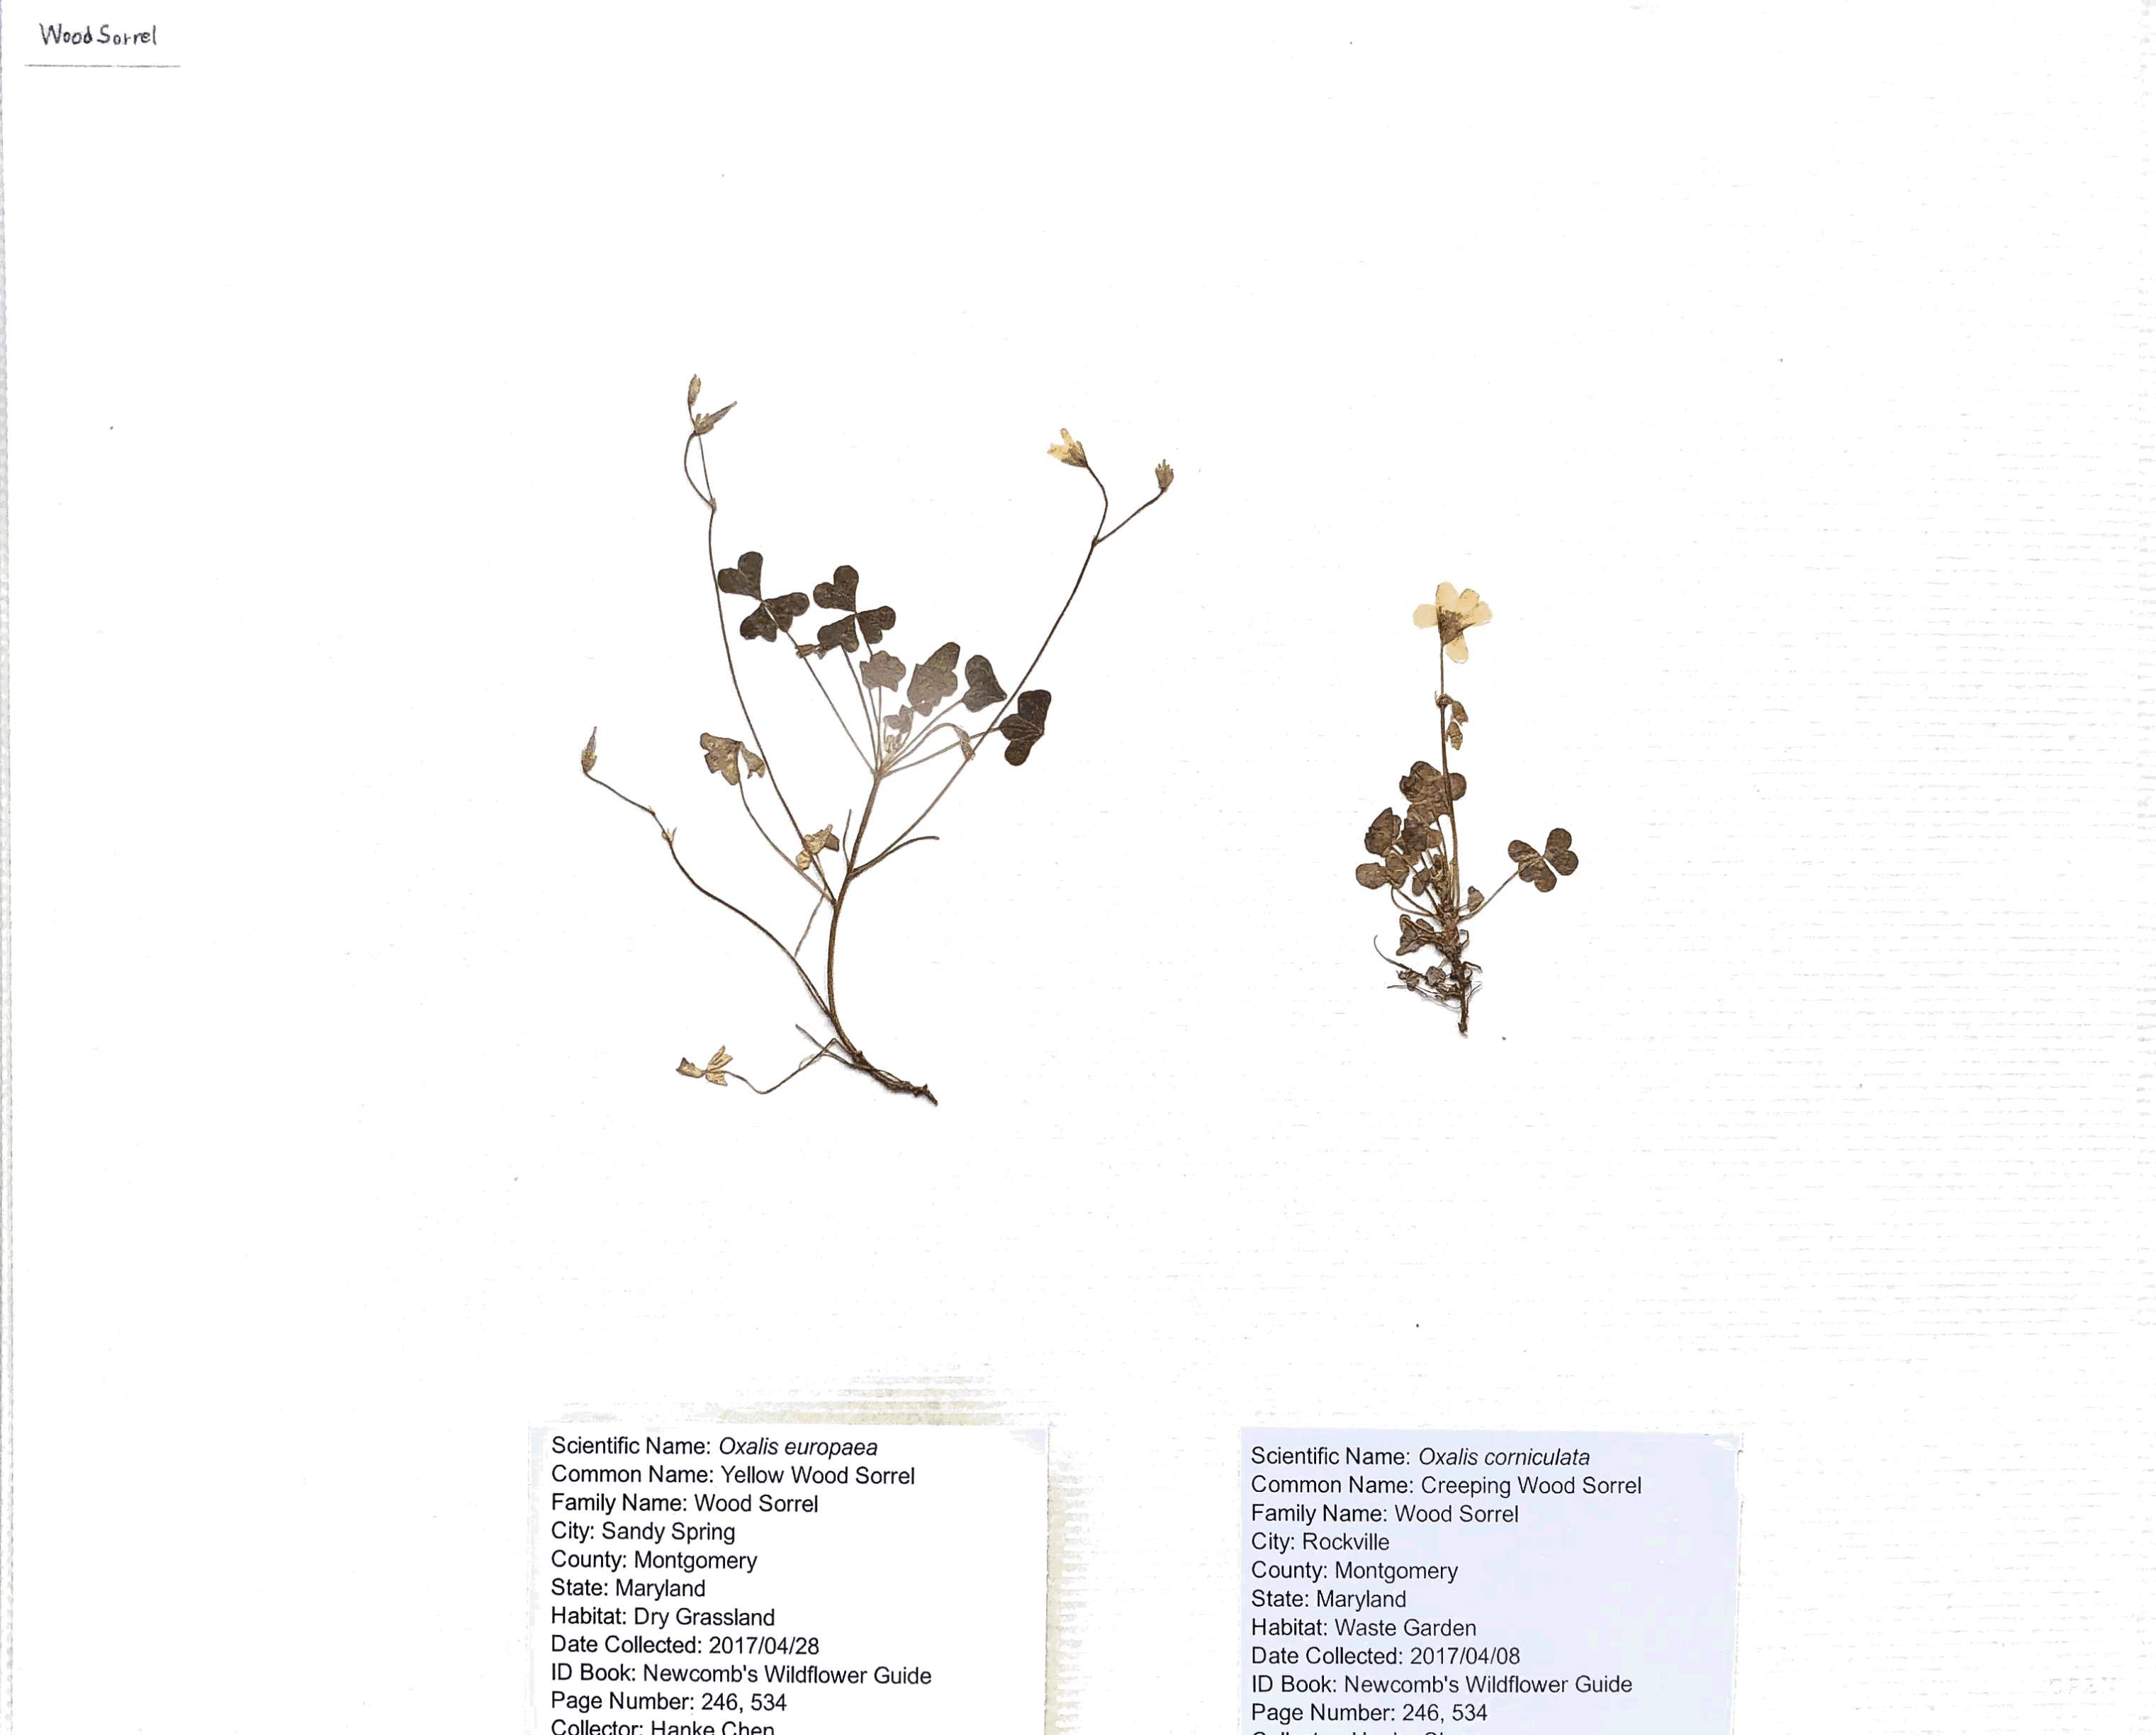 Wood Sorrel
Scientific Name: Oxalis europaea
Common Name: Yellow Wood Sorrel
Family Name: Wood Sorrel
City: Sandy Spring
County: Montgomery
State: Maryland
Habitat: Dry Grassland
Date Collected: 2017/04/28
ID Book: Newcomb's Wildflower Guide
Page Number: 246, 534
Collector: Hanke Chen
Scientific Name: Oxalis corniculata
Common Name: Creeping Wood Sorrel
Family Name: Wood Sorrel
City: Rockville
County: Montgomery
State: Maryland
Habitat: Waste Garden
Date Collected: 2017/04/08
ID Book: Newcomb's Wildflower Guide
Page Number: 246, 534